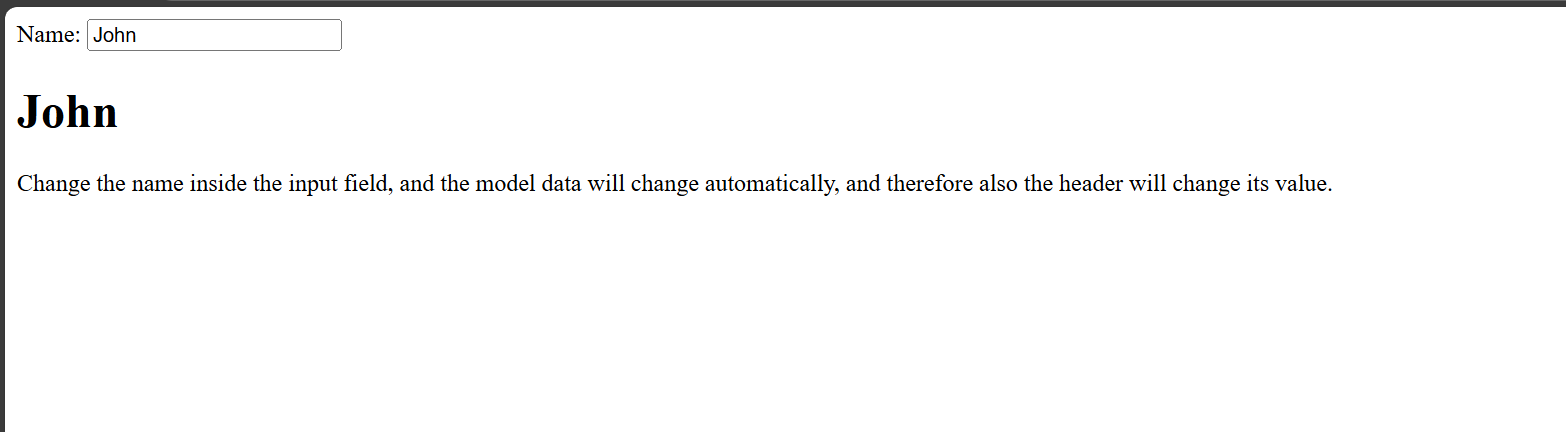 Name: John
John
Change the name inside the input field, and the model data will change automatically, and therefore also the header will change its value.